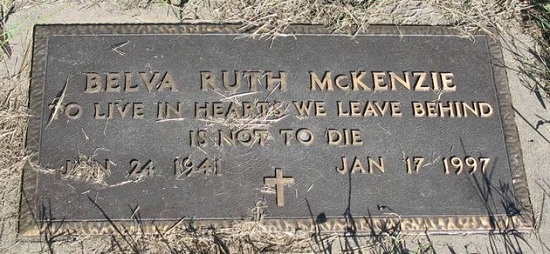 BELVA RUTH McKENZIE
TO LIVE IN HEARTS WE LEAVE BEHIND
IS NOT TO DIE
JAN 24 1941 JAN 17 1997